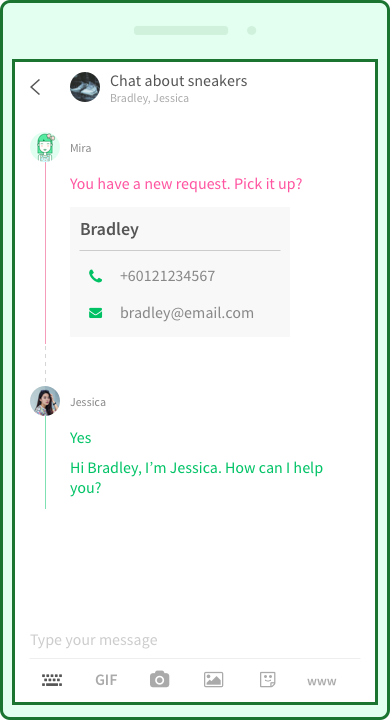 Chat about sneakers
Bradley, Jessica
Mira
You have a new request. Pick it up?
Bradley
+60121234567
bradley@email.com
Jessica
Yes
Hi Bradley, I'm Jessica. How can I help
you?
Type your message
GIF
www